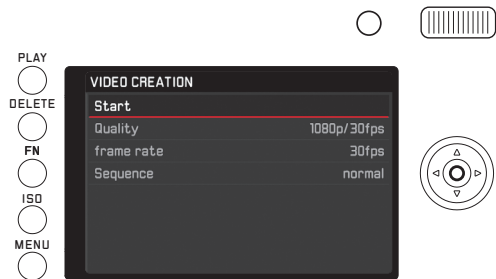 PLAY
DELETE
FN
ISO
MENU
VIDEO CREATION
Start
Quality 1080p/30fps
frame rate 30fps
Sequence normal